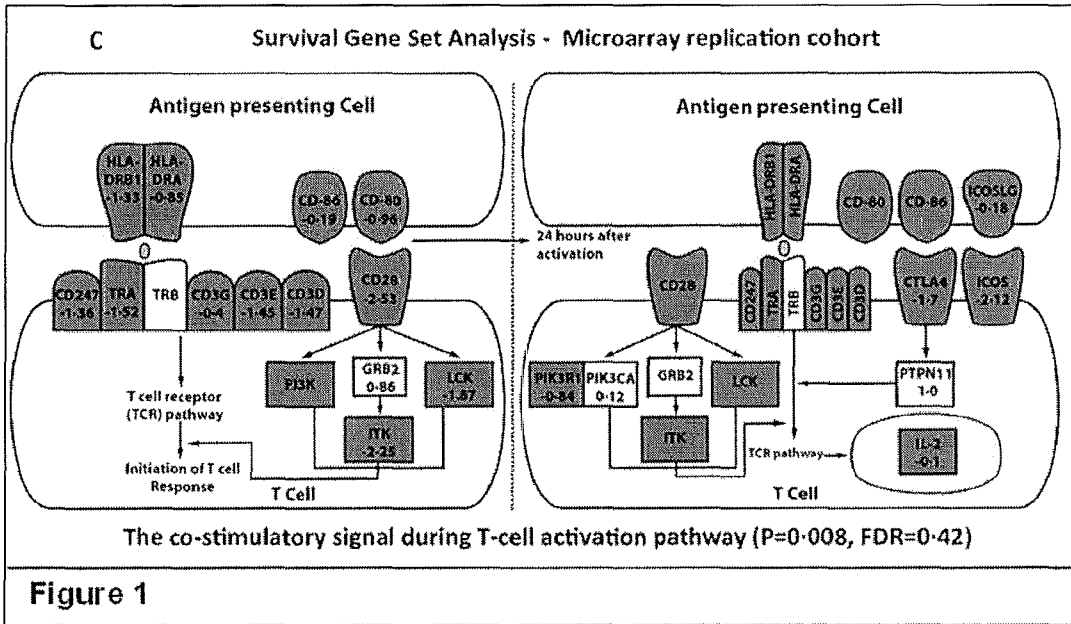 C
Survival Gene Set Analysis - Microarray replication cohort
Antigen presenting Cell
HLA-
DRB1
-1·33
HLA-
DRA
-0·85
CD-86
-0·19
CD-80
-0·96
24 hours after
activation
CD247
-1·36
TRA
-1·52
TRB
CD3G
-0·4
CD3E
-1·45
CD3D
-1·47
CD28
-2·53
T cell receptor
(TCR) pathway
Initiation of T cell
Response
PI3K
GRB2
0·86
LCK
-1·87
ITK
-2·25
T Cell
Antigen presenting Cell
HLA-DRB1
HLA-DRA
CD-80
CD-86
ICOSLG
-0·18
CD28
CD247
TRA
TRB
CD3G
CD3E
CD3D
CTLA4
-1·7
ICOS
-2·12
PIK3R1
-0·84
PIK3CA
0·12
GRB2
LCK
PTPN11
1·0
ITK
TCR pathway
IL-2
-0·1
T Cell
The co-stimulatory signal during T-cell activation pathway (P=0·008, FDR=0·42)
Figure 1